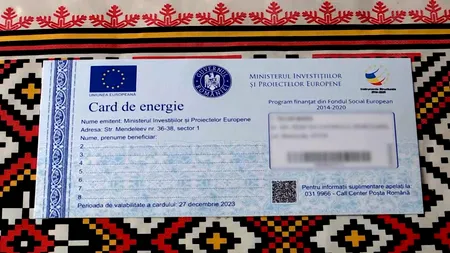 UNIUNEA EUROPEANĂ
MINISTERUL INVESTIȚIILOR
ȘI PROIECTELOR EUROPENE
Card de energie
Program finanțat din Fondul Social European
2014-2020
Nume emitent: Ministerul Investițiilor și Proiectelor Europene
Adresa: Str. Mendeleev nr. 36-38, sector 1
Nume, prenume beneficiar:
2.
3.
4.
5.
6.
7.
8.
Perioada de valabilitate a cardului: 27 decembrie 2023
Pentru informații suplimentare apelați la
031.9966 - Call Center Poșta Română